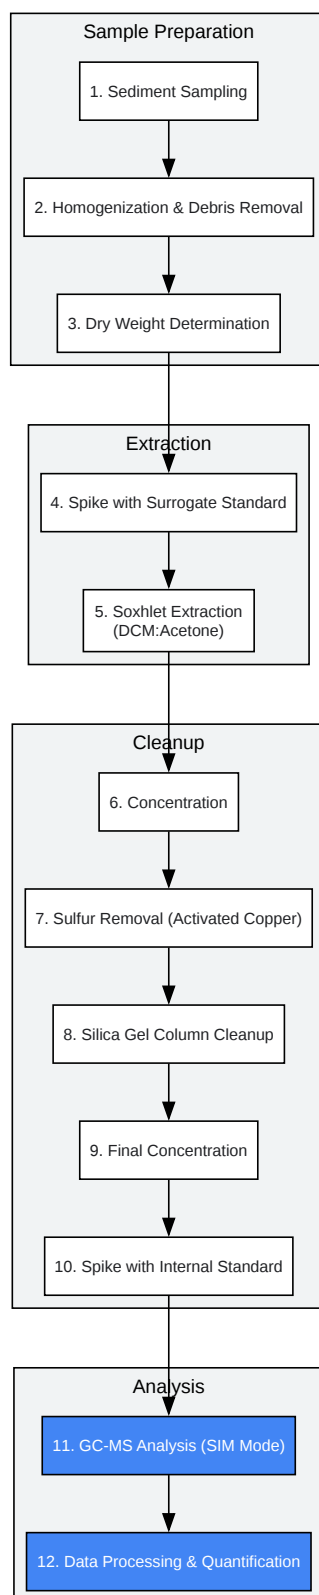 Sample Preparation
1. Sediment Sampling
2. Homogenization & Debris Removal
3. Dry Weight Determination
Extraction
4. Spike with Surrogate Standard
5. Soxhlet Extraction
(DCM:Acetone)
Cleanup
6. Concentration
7. Sulfur Removal (Activated Copper)
8. Silica Gel Column Cleanup
9. Final Concentration
10. Spike with Internal Standard
Analysis
11. GC-MS Analysis (SIM Mode)
12. Data Processing & Quantification